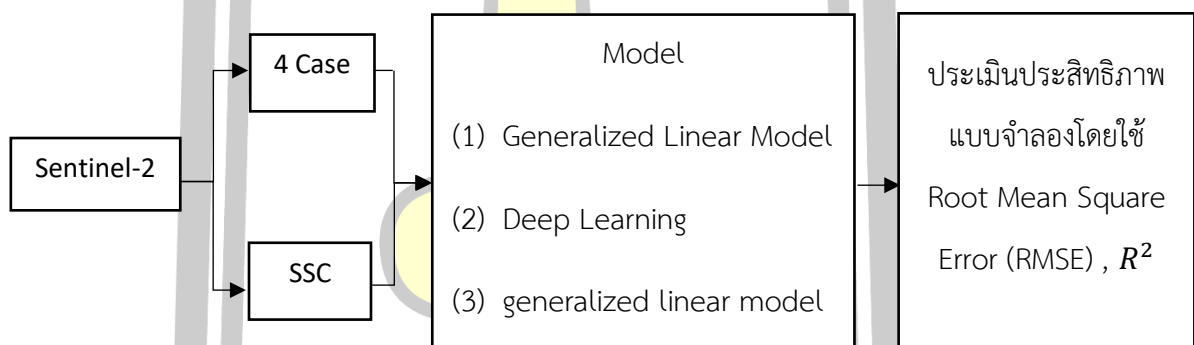 Sentinel-2
4 Case
SSC
Model
(1) Generalized Linear Model
(2) Deep Learning
(3) generalized linear model
ประเมินประสิทธิภาพ
แบบจำลองโดยใช้
Root Mean Square
Error (RMSE) , R²